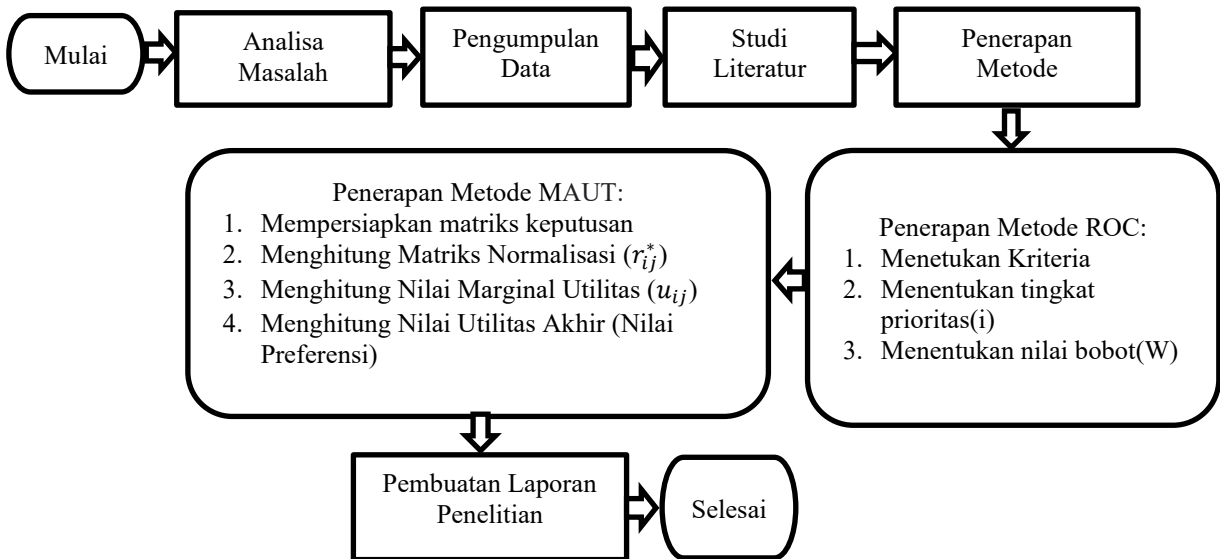 Mulai
Analisa
Masalah
Pengumpulan
Data
Studi
Literatur
Penerapan
Metode
Penerapan Metode ROC:
1. Menetukan Kriteria
2. Menentukan tingkat
prioritas(i)
3. Menentukan nilai bobot(W)
Penerapan Metode MAUT:
1. Mempersiapkan matriks keputusan
2. Menghitung Matriks Normalisasi (r*ij)
3. Menghitung Nilai Marginal Utilitas (uij)
4. Menghitung Nilai Utilitas Akhir (Nilai
Preferensi)
Pembuatan Laporan
Penelitian
Selesai